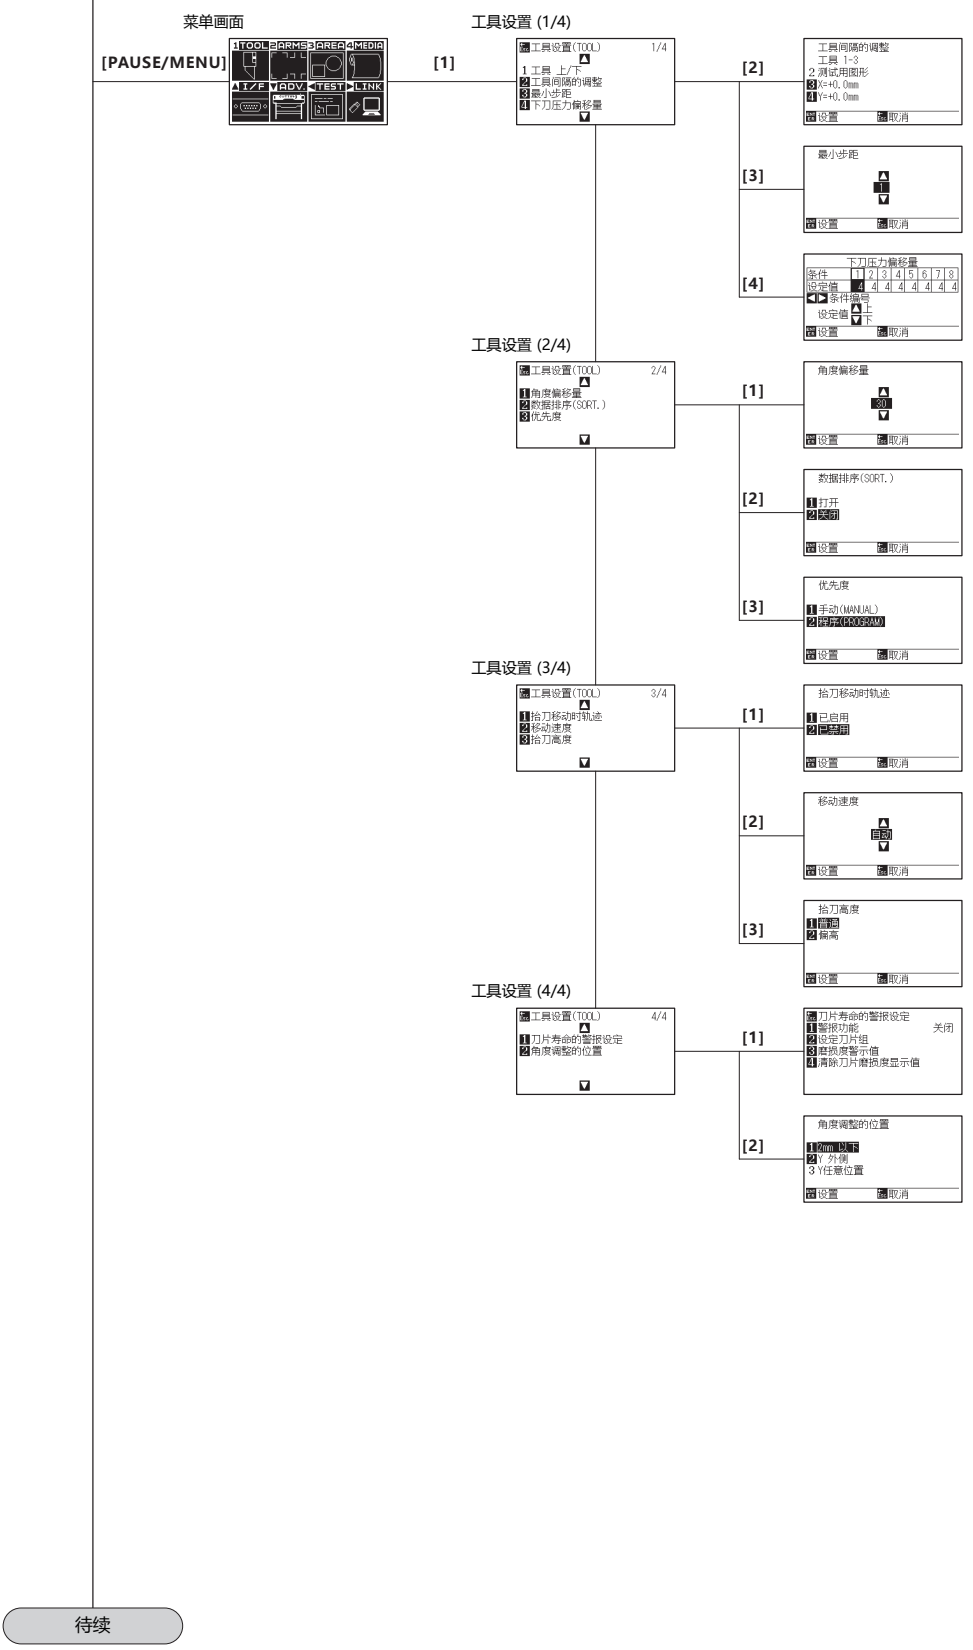 菜单画面
[PAUSE/MENU]
1TOOL 2ARMS 3AREA 4MEDIA
▲I/F ▼ADV. ◀TEST ▶LINK
[1]
工具设置 (1/4)
工具设置(TOOL) 1/4
▲
1 工具 上/下
2 工具间隔的调整
3 最小步距
4 下刀压力偏移量
▼
[2]
工具间隔的调整
工具 1-3
2 测试用图形
3 X=+0.0mm
4 Y=+0.0mm
设置 取消
[3]
最小步距
▲
1
▼
设置 取消
[4]
下刀压力偏移量
条件 1 2 3 4 5 6 7 8
设定值 4 4 4 4 4 4 4 4
◀▶条件编号
设定值 ▲上
▼下
设置 取消
工具设置 (2/4)
工具设置(TOOL) 2/4
▲
1 角度偏移量
2 数据排序(SORT.)
3 优先度
▼
[1]
角度偏移量
▲
30
▼
设置 取消
[2]
数据排序(SORT.)
1 打开
2 关闭
设置 取消
[3]
优先度
1 手动(MANUAL)
2 程序(PROGRAM)
设置 取消
工具设置 (3/4)
工具设置(TOOL) 3/4
▲
1 抬刀移动时轨迹
2 移动速度
3 抬刀高度
▼
[1]
抬刀移动时轨迹
1 已启用
2 已禁用
设置 取消
[2]
移动速度
▲
自动
▼
设置 取消
[3]
抬刀高度
1 普通
2 偏高
设置 取消
工具设置 (4/4)
工具设置(TOOL) 4/4
▲
1 刀片寿命的警报设定
2 角度调整的位置
▼
[1]
刀片寿命的警报设定
1 警报功能 关闭
2 设定刀片组
3 磨损度警示值
4 清除刀片磨损度显示值
[2]
角度调整的位置
1 2mm 以下
2 Y 外侧
3 Y任意位置
设置 取消
待续